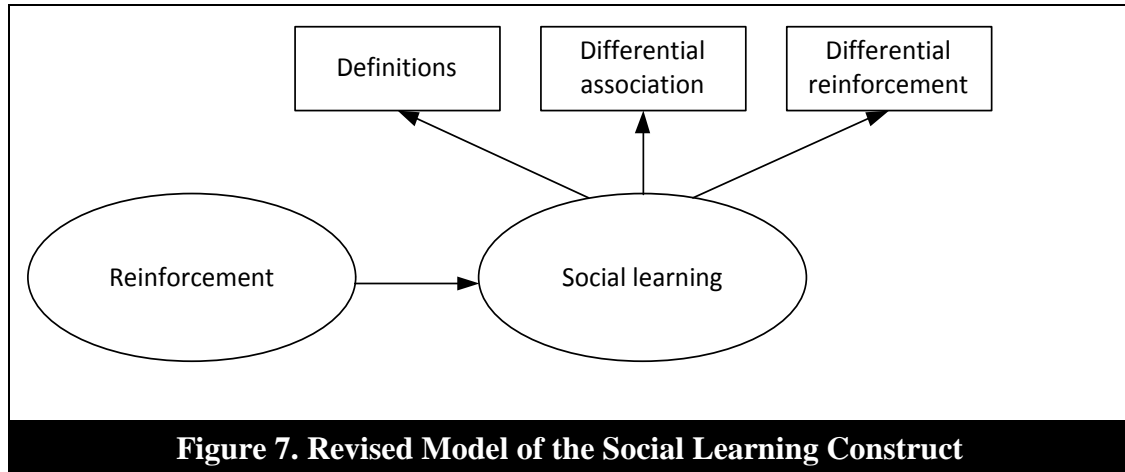 Definitions
Differential
association
Differential
reinforcement
Reinforcement
Social learning
Figure 7. Revised Model of the Social Learning Construct